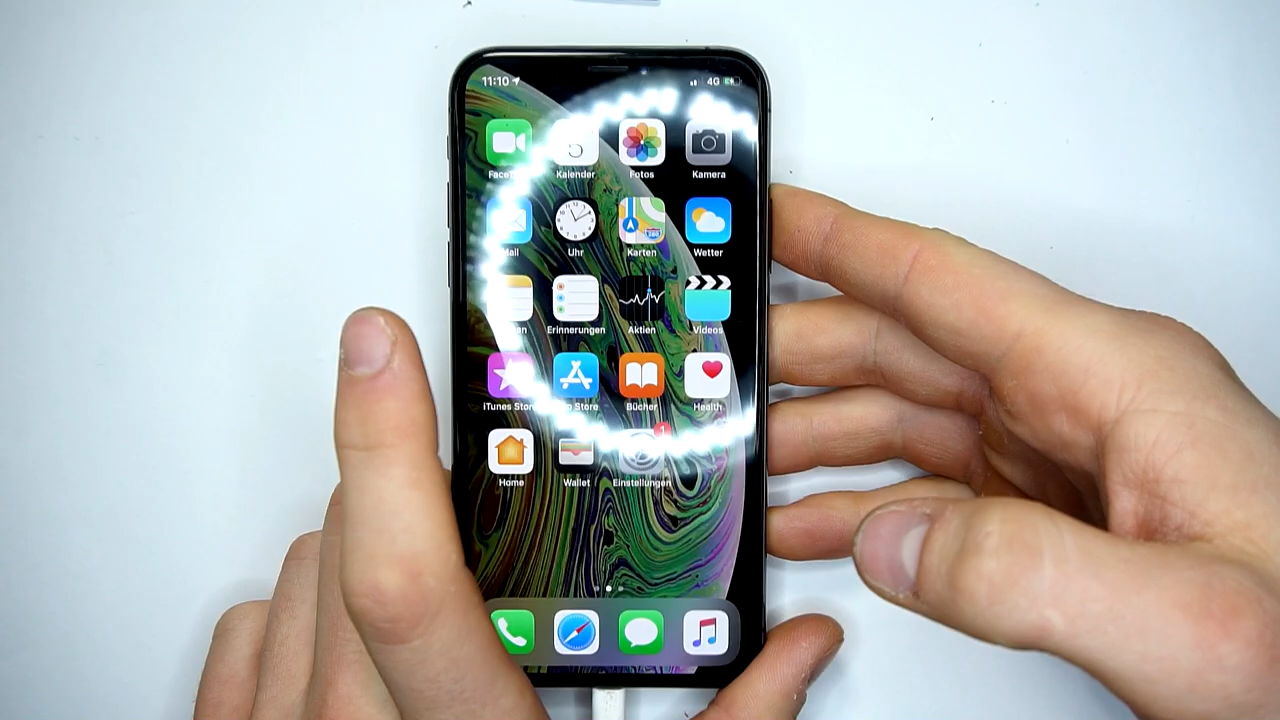 11:10 4G
Kalender Fotos Kamera
Uhr Karten Wetter
Erinnerungen Aktien Videos
iTunes Store Store Bücher Health
1
Home Wallet Einstellungen